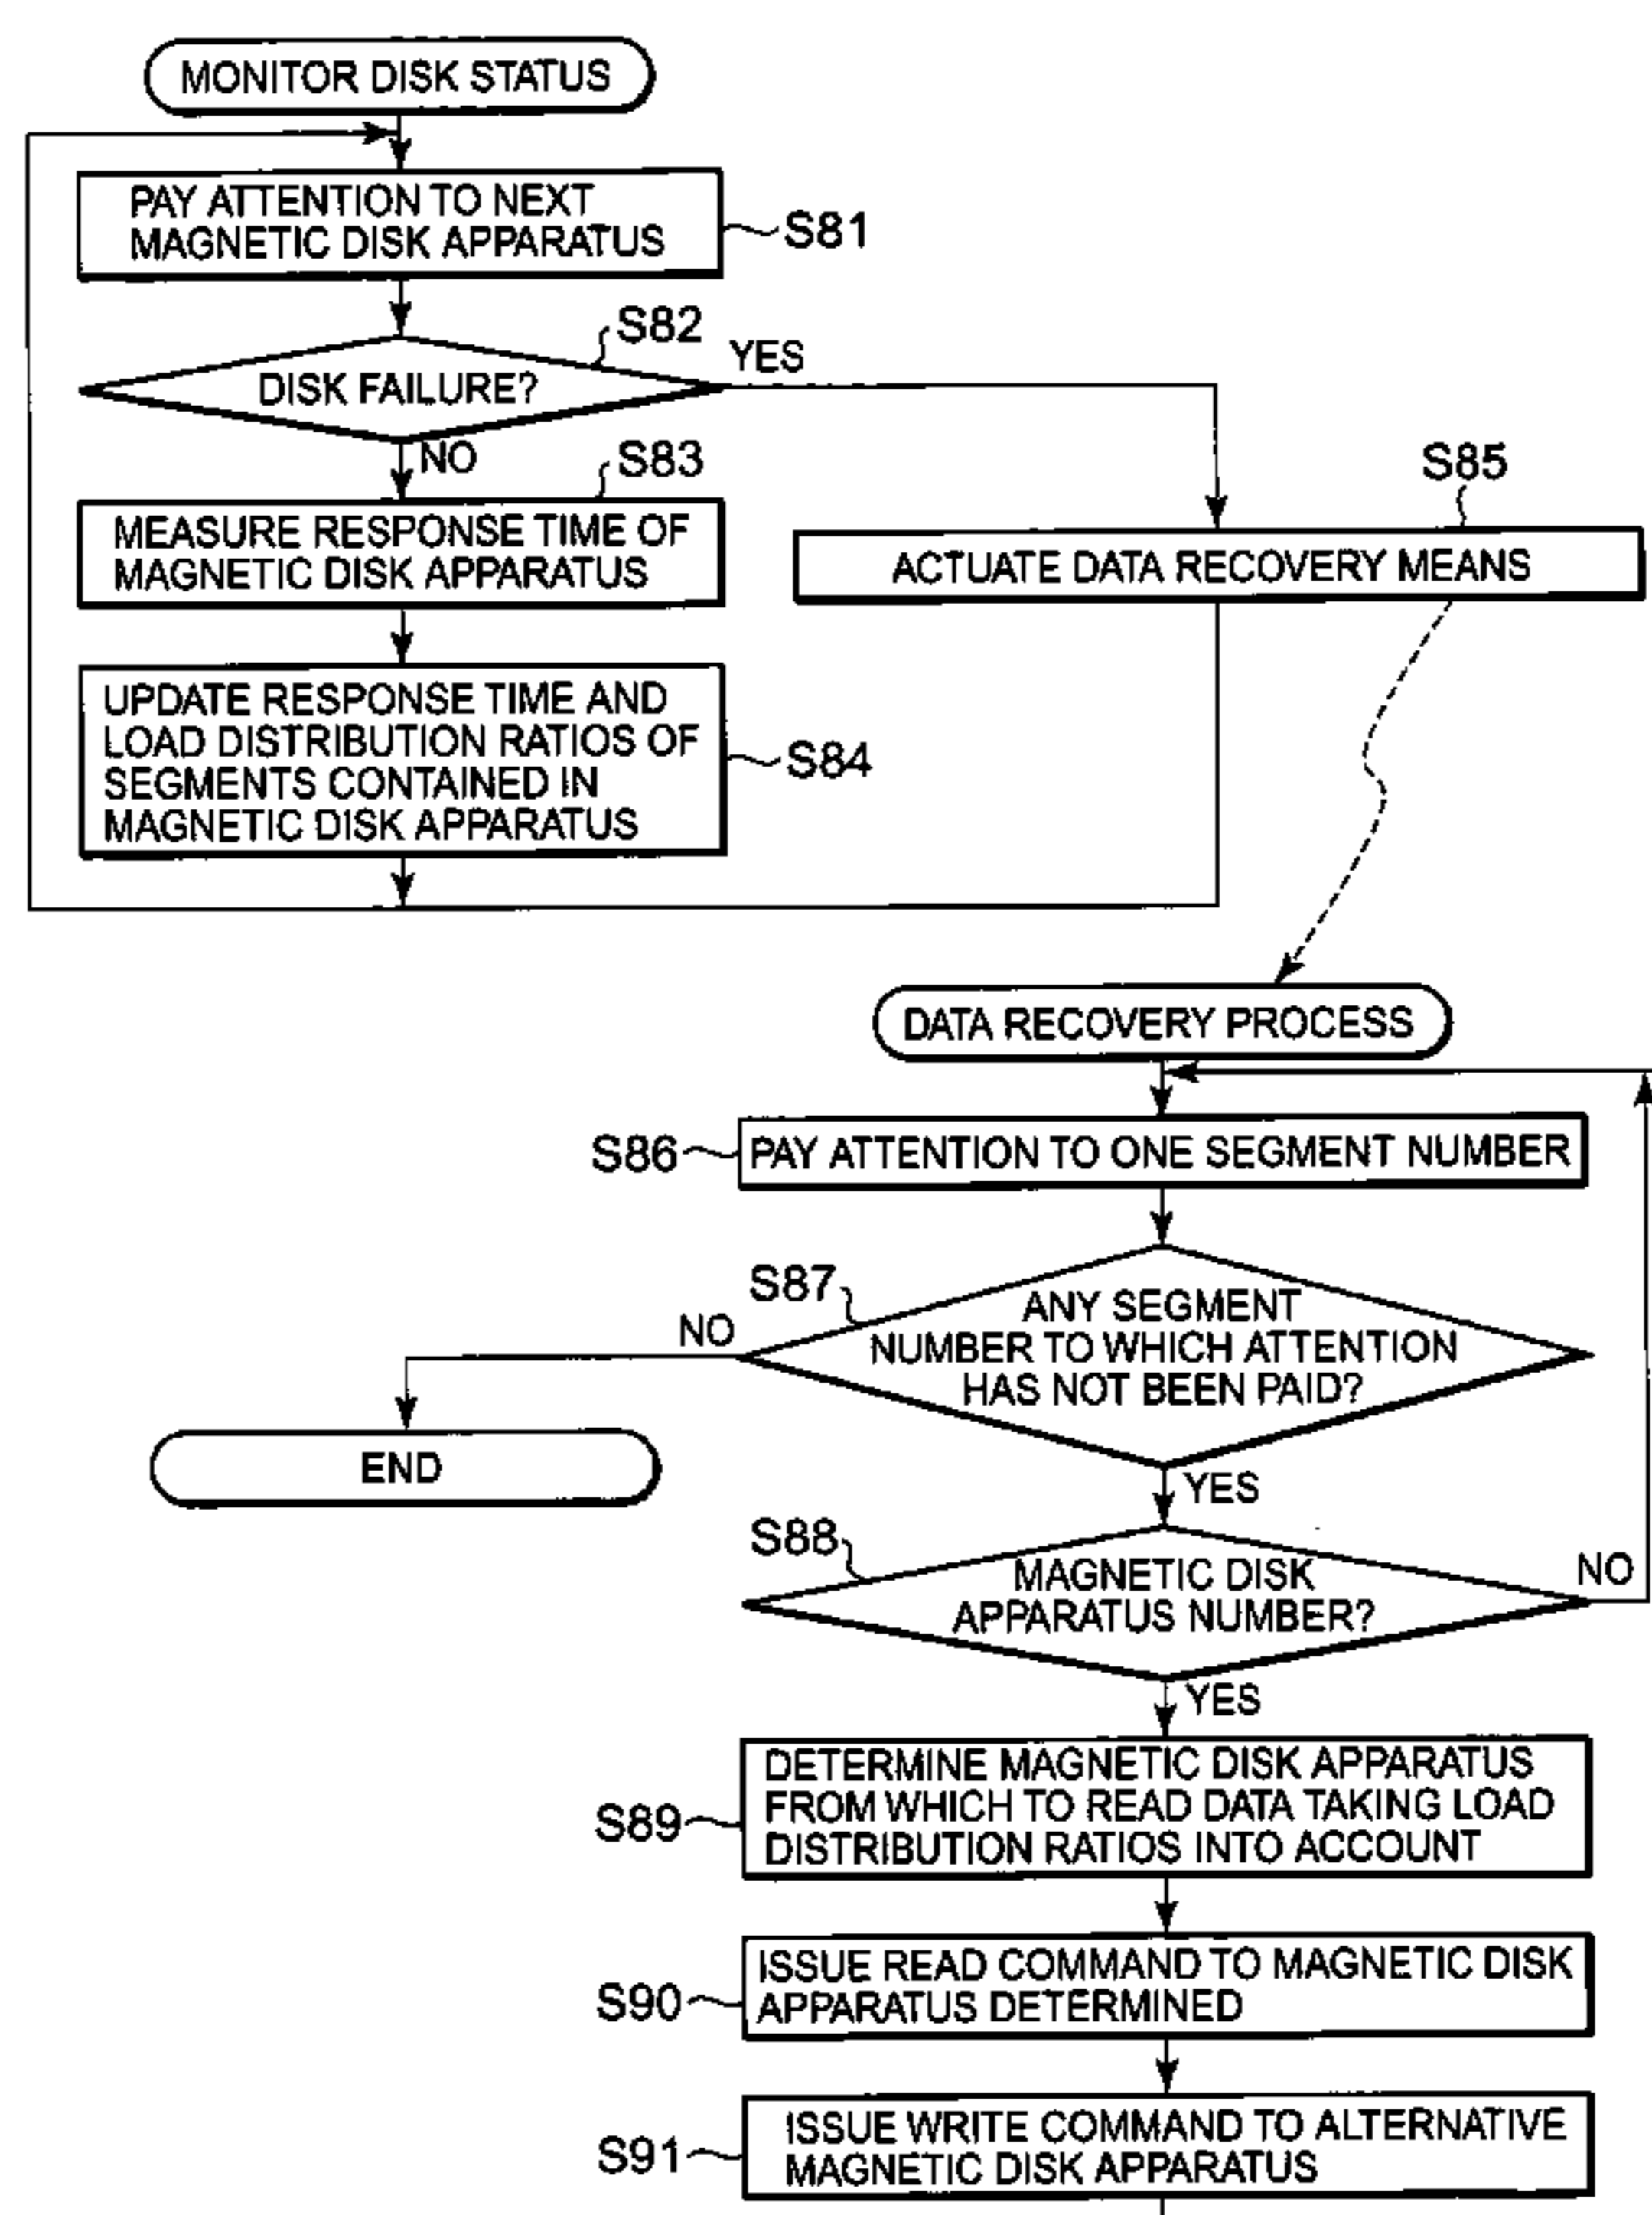 MONITOR DISK STATUS
PAY ATTENTION TO NEXT
MAGNETIC DISK APPARATUS
S81
S82
DISK FAILURE?
YES
NO
S83
MEASURE RESPONSE TIME OF
MAGNETIC DISK APPARATUS
S85
ACTUATE DATA RECOVERY MEANS
UPDATE RESPONSE TIME AND
LOAD DISTRIBUTION RATIOS OF
SEGMENTS CONTAINED IN
MAGNETIC DISK APPARATUS
S84
DATA RECOVERY PROCESS
S86
PAY ATTENTION TO ONE SEGMENT NUMBER
S87
ANY SEGMENT
NUMBER TO WHICH ATTENTION
HAS NOT BEEN PAID?
NO
END
YES
S88
MAGNETIC DISK
APPARATUS NUMBER?
NO
YES
S89
DETERMINE MAGNETIC DISK APPARATUS
FROM WHICH TO READ DATA TAKING LOAD
DISTRIBUTION RATIOS INTO ACCOUNT
S90
ISSUE READ COMMAND TO MAGNETIC DISK
APPARATUS DETERMINED
S91
ISSUE WRITE COMMAND TO ALTERNATIVE
MAGNETIC DISK APPARATUS